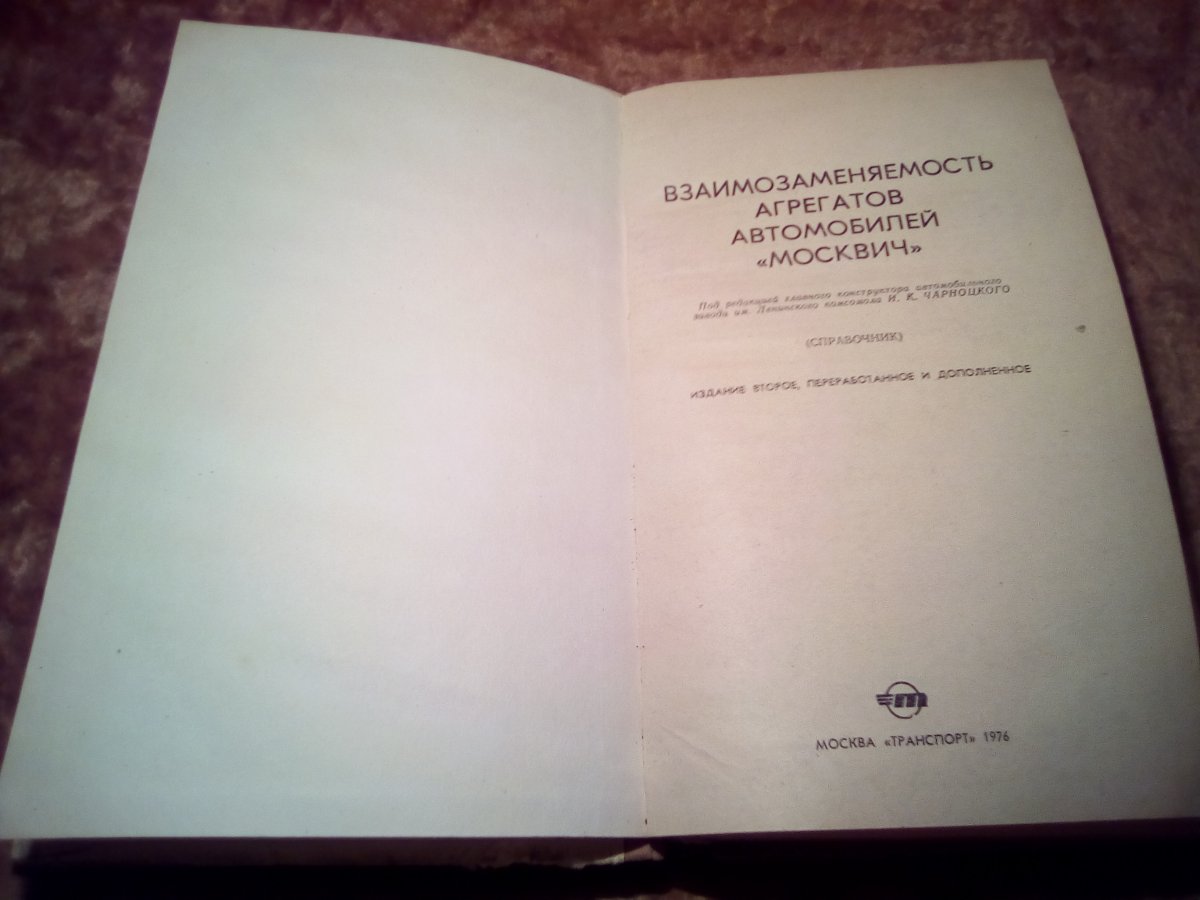 ВЗАИМОЗАМЕНЯЕМОСТЬ
АГРЕГАТОВ
АВТОМОБИЛЕЙ
«МОСКВИЧ»
Под редакцией главного конструктора автомобильного
завода им. Ленинского комсомола И. К. ЧАРНОЦКОГО
(СПРАВОЧНИК)
ИЗДАНИЕ ВТОРОЕ, ПЕРЕРАБОТАННОЕ И ДОПОЛНЕННОЕ
т
МОСКВА «ТРАНСПОРТ» 1976